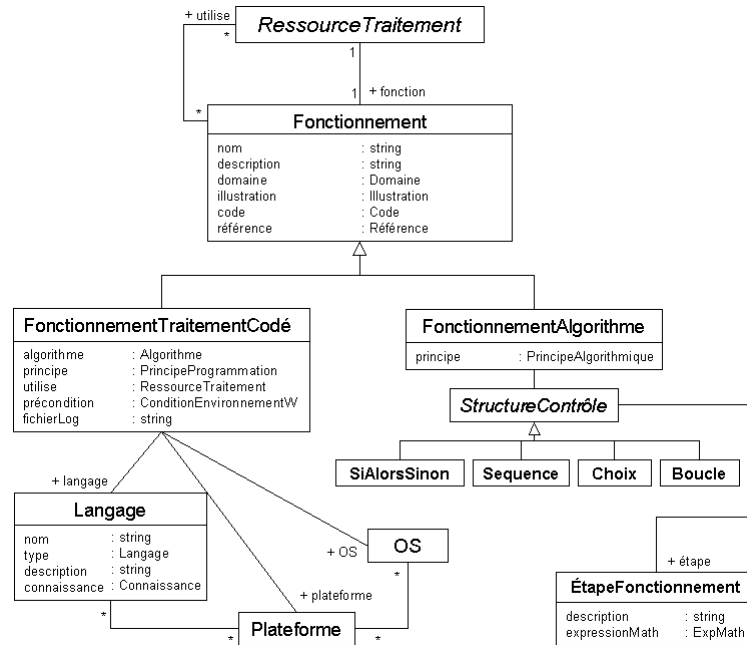 + utilise
RessourceTraitement
*
1
1
+ fonction
*
Fonctionnement
nom : string
description : string
domaine : Domaine
illustration : Illustration
code : Code
référence : Référence
FonctionnementTraitementCodé
algorithme : Algorithme
principe : PrincipeProgrammation
utilise : RessourceTraitement
précondition : ConditionEnvironnementW
fichierLog : string
FonctionnementAlgorithme
principe : PrincipeAlgorithmique
StructureContrôle
SiAlorsSinon
Sequence
Choix
Boucle
+ langage
Langage
nom : string
type : Langage
description : string
connaissance : Connaissance
*
*
+ OS
OS
*
+ plateforme
Plateforme
*
+ étape
ÉtapeFonctionnement
description : string
expressionMath : ExpMath